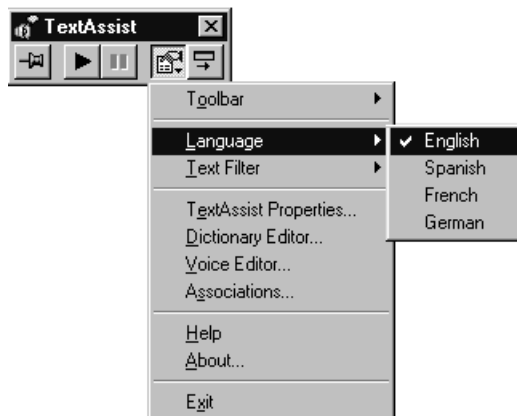 TextAssist
Toolbar
Language
Text Filter
TextAssist Properties...
Dictionary Editor...
Voice Editor...
Associations...
Help
About...
Exit
English
Spanish
French
German